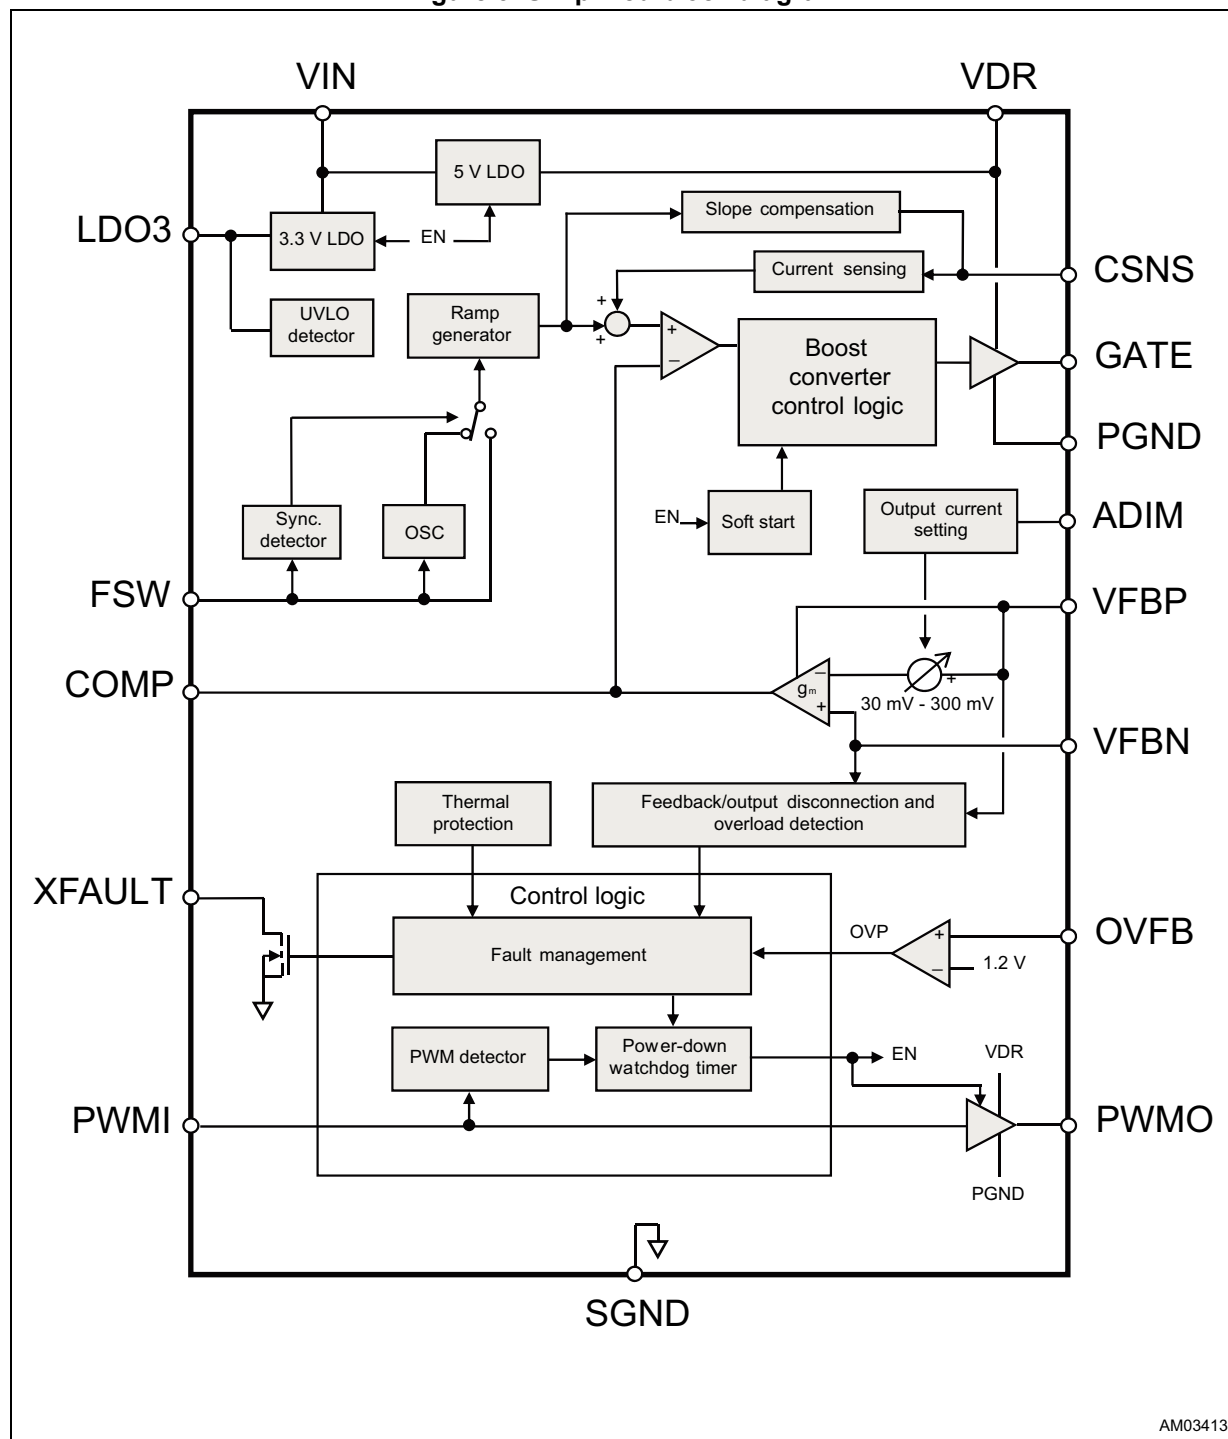 VIN
VDR
5 V LDO
Slope compensation
LDO3
3.3 V LDO
EN
Current sensing
CSNS
UVLO
detector
Ramp
generator
+
+
+
−
Boost
converter
control logic
GATE
PGND
Sync.
detector
OSC
EN
Soft start
Output current
setting
ADIM
FSW
VFBP
COMP
gm
−
+
+
30 mV - 300 mV
VFBN
Thermal
protection
Feedback/output disconnection and
overload detection
XFAULT
Control logic
Fault management
OVP
+
−
1.2 V
OVFB
PWM detector
Power-down
watchdog timer
EN
VDR
PWMI
PWMO
PGND
SGND
AM03413